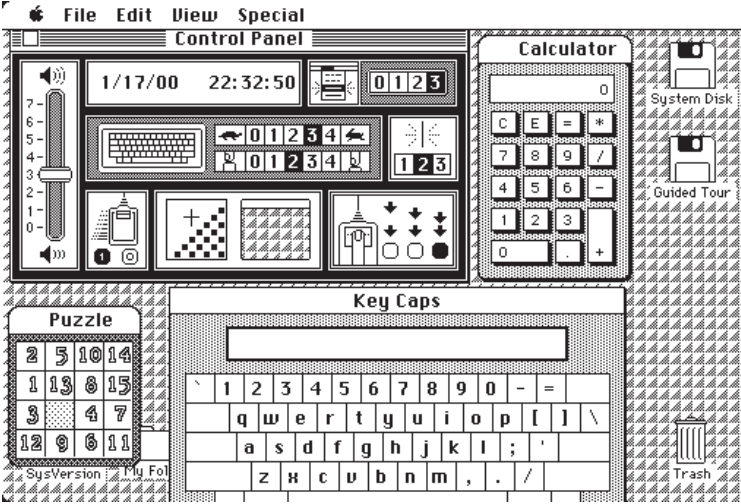 File Edit View Special
Control Panel
1/17/00 22:32:50
0 1 2 3
7
6
5
4
3
2
1
0
0 1 2 3 4
0 1 2 3 4
1 2 3
1 0
Calculator
0
C E = *
7 8 9 /
4 5 6 -
1 2 3
0 . +
System Disk
Guided Tour
Puzzle
2 5 10 14
1 13 8 15
3 4 7
12 9 6 11
SysVersion
My Fol
Key Caps
` 1 2 3 4 5 6 7 8 9 0 - =
q w e r t y u i o p [ ] \
a s d f g h j k l ; '
z x c v b n m , . /
Trash